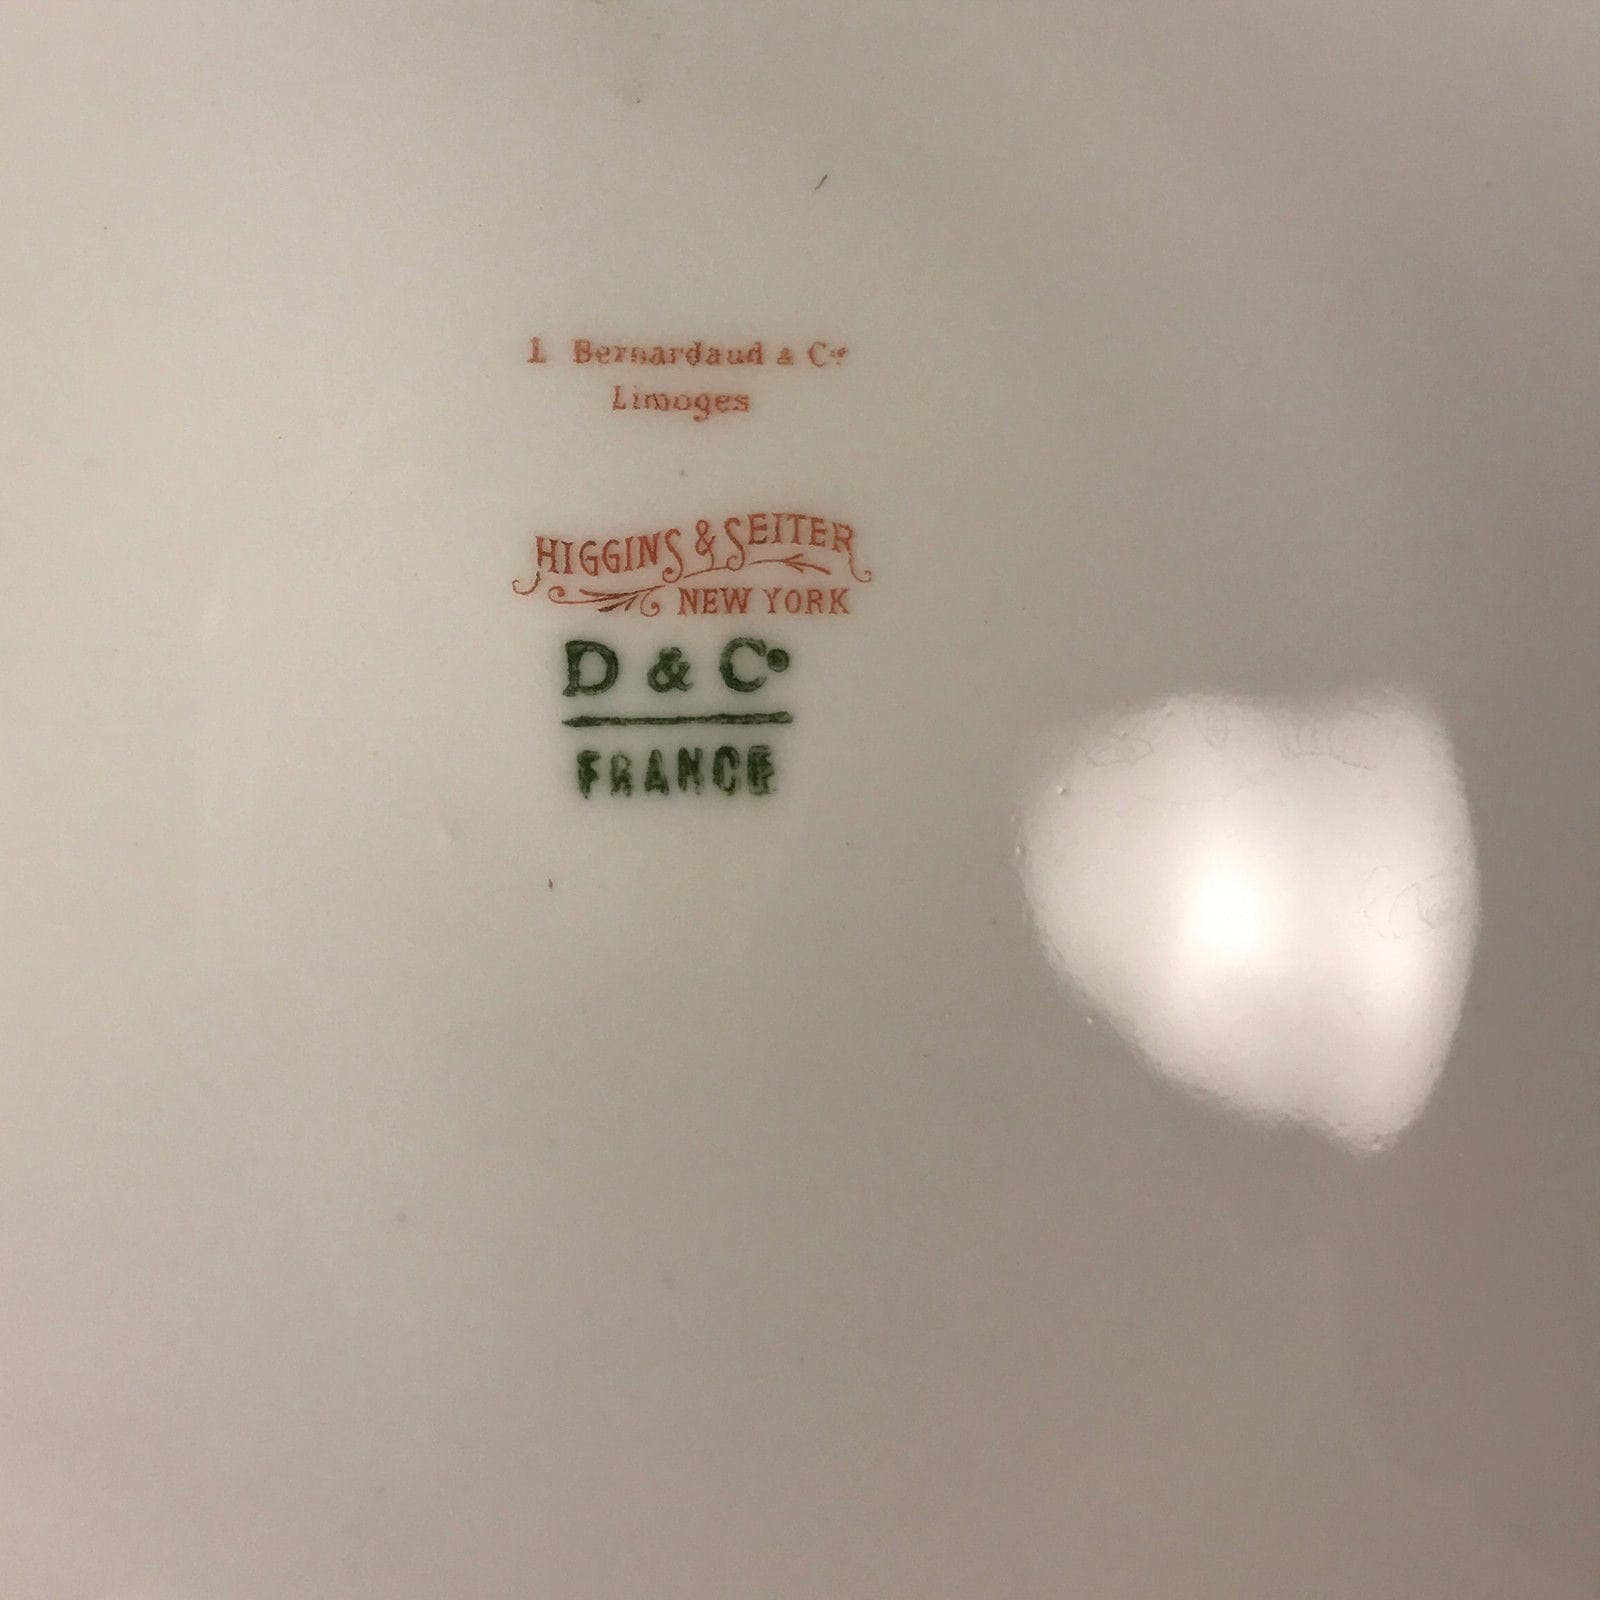 L Bernardaud & Cie
Limoges
HIGGINS & SEITER
NEW YORK
D & Co
FRANCE